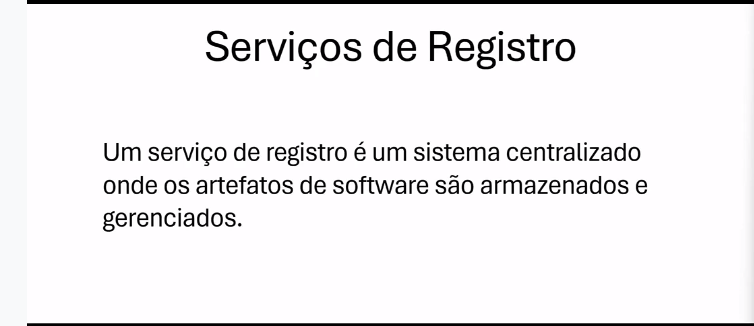 Serviços de Registro
Um serviço de registro é um sistema centralizado
onde os artefatos de software são armazenados e
gerenciados.